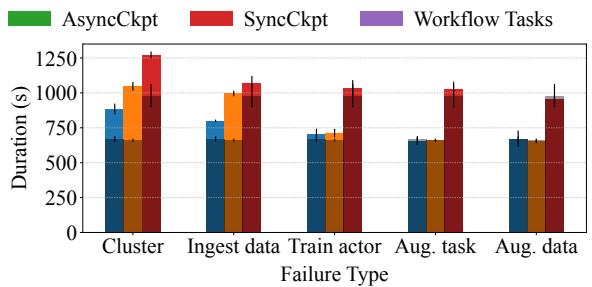 AsyncCkpt SyncCkpt Workflow Tasks
Duration (s)
1250
1000
750
500
250
0
Cluster Ingest data Train actor Aug. task Aug. data
Failure Type